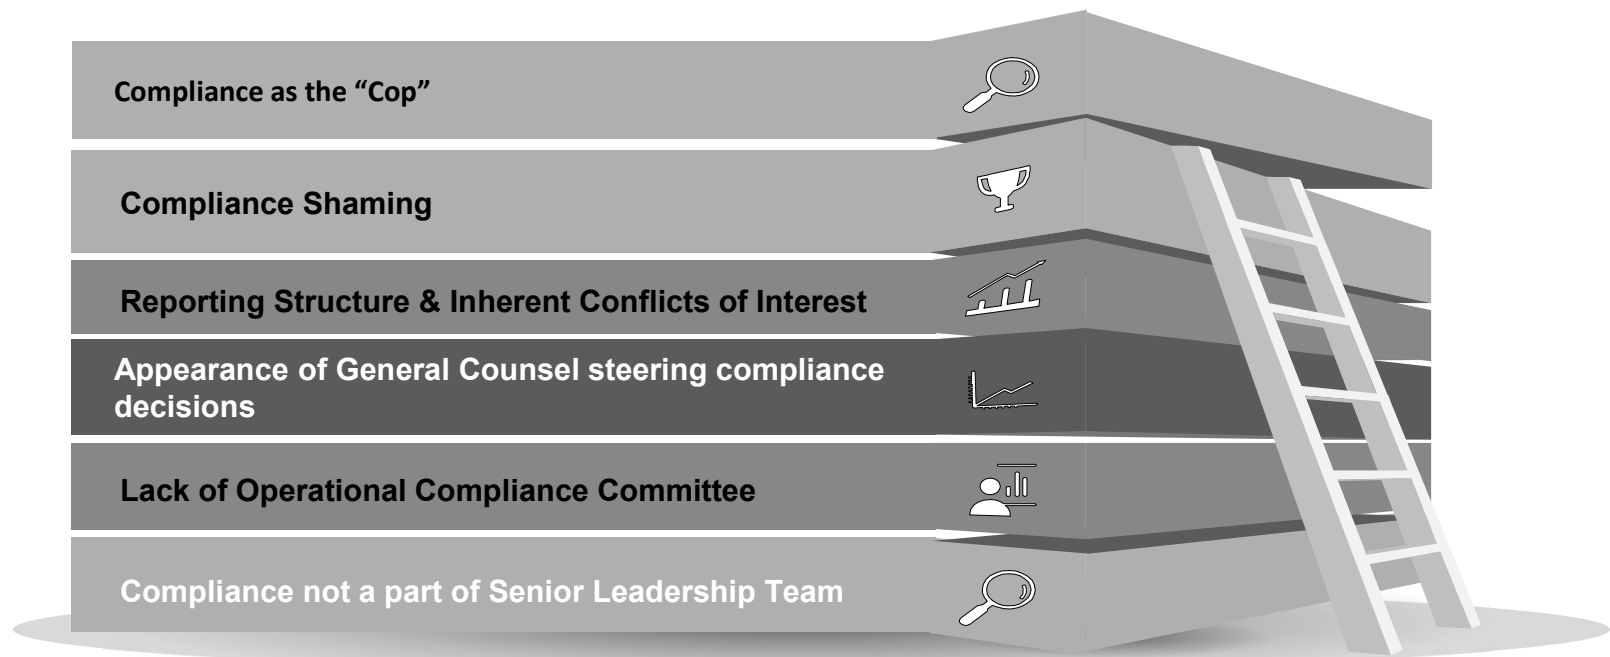 Compliance as the “Cop”
Compliance Shaming
Reporting Structure & Inherent Conflicts of Interest
Appearance of General Counsel steering compliance
decisions
Lack of Operational Compliance Committee
Compliance not a part of Senior Leadership Team